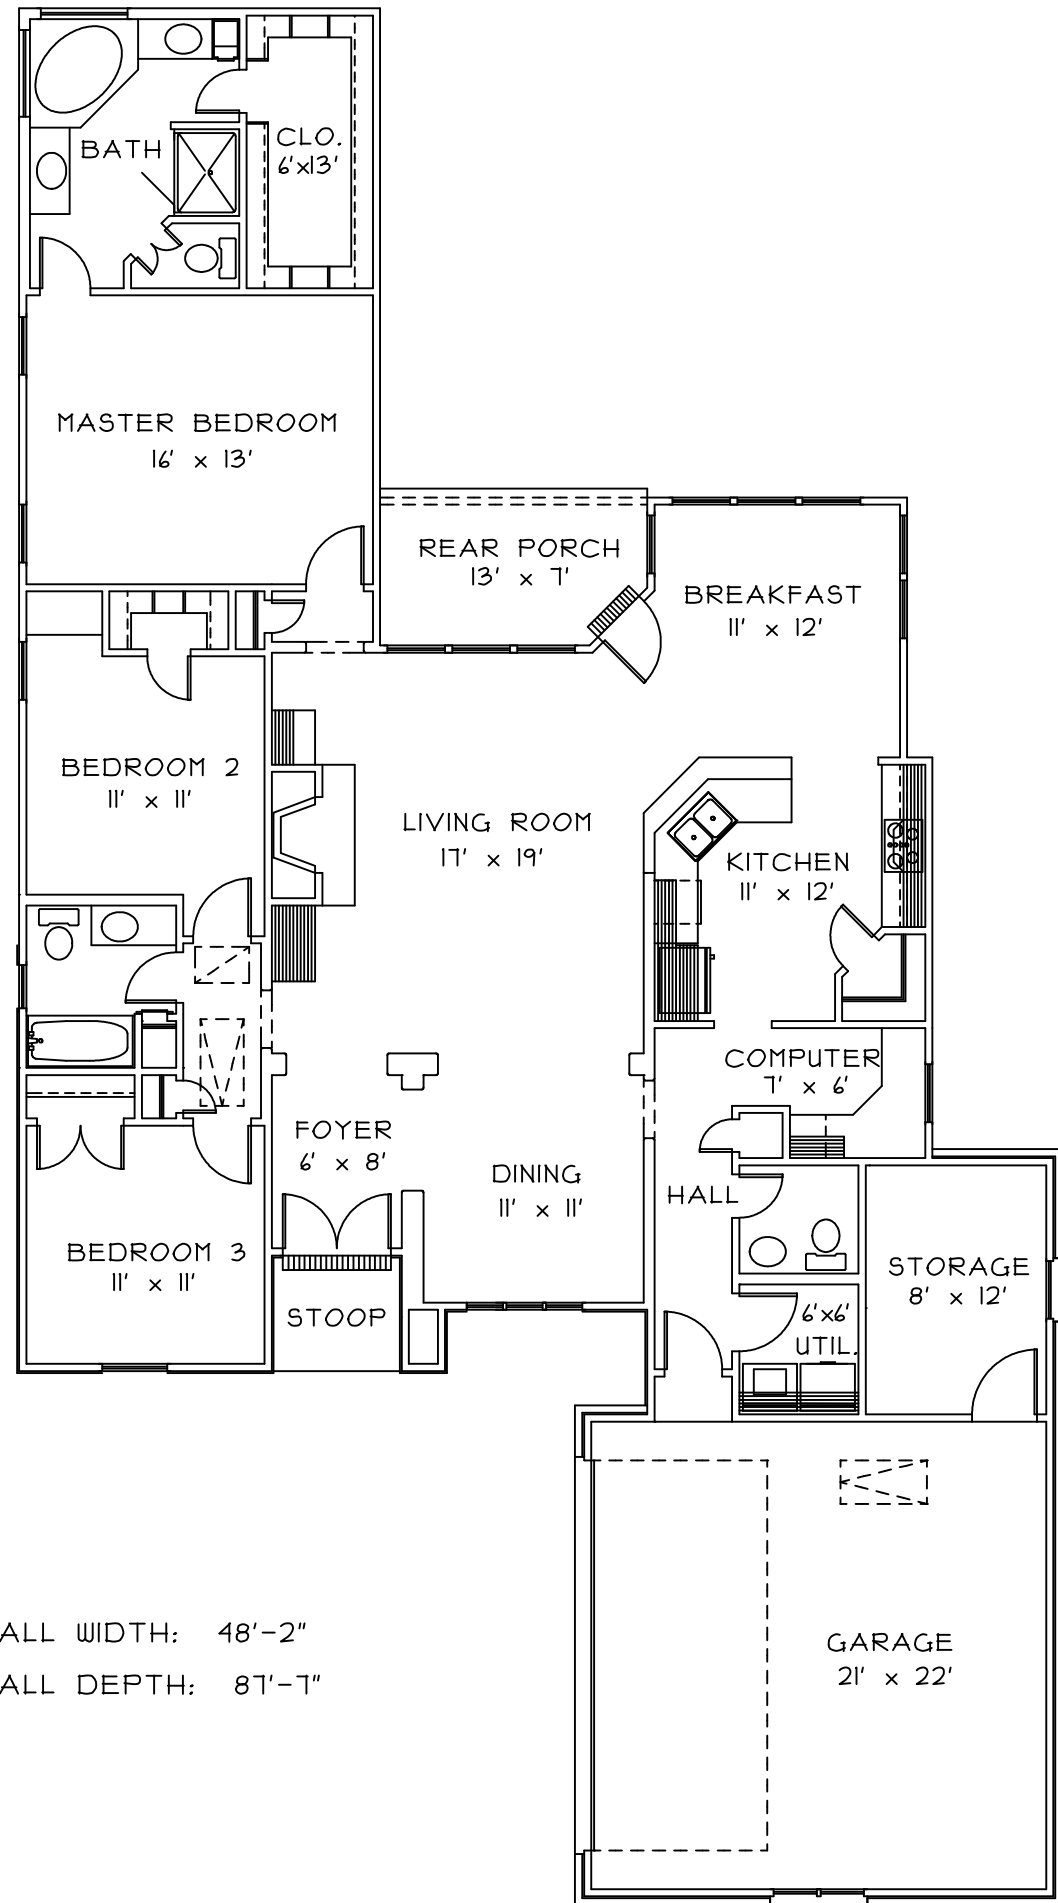 BATH
CLO.
6'x13'
MASTER BEDROOM
16' x 13'
REAR PORCH
13' x 7'
BREAKFAST
11' x 12'
BEDROOM 2
11' x 11'
LIVING ROOM
17' x 19'
KITCHEN
11' x 12'
COMPUTER
7' x 6'
FOYER
6' x 8'
DINING
11' x 11'
HALL
BEDROOM 3
11' x 11'
STOOP
STORAGE
8' x 12'
6'x6'
UTIL.
GARAGE
21' x 22'
ALL WIDTH: 48'-2"
ALL DEPTH: 87'-7"